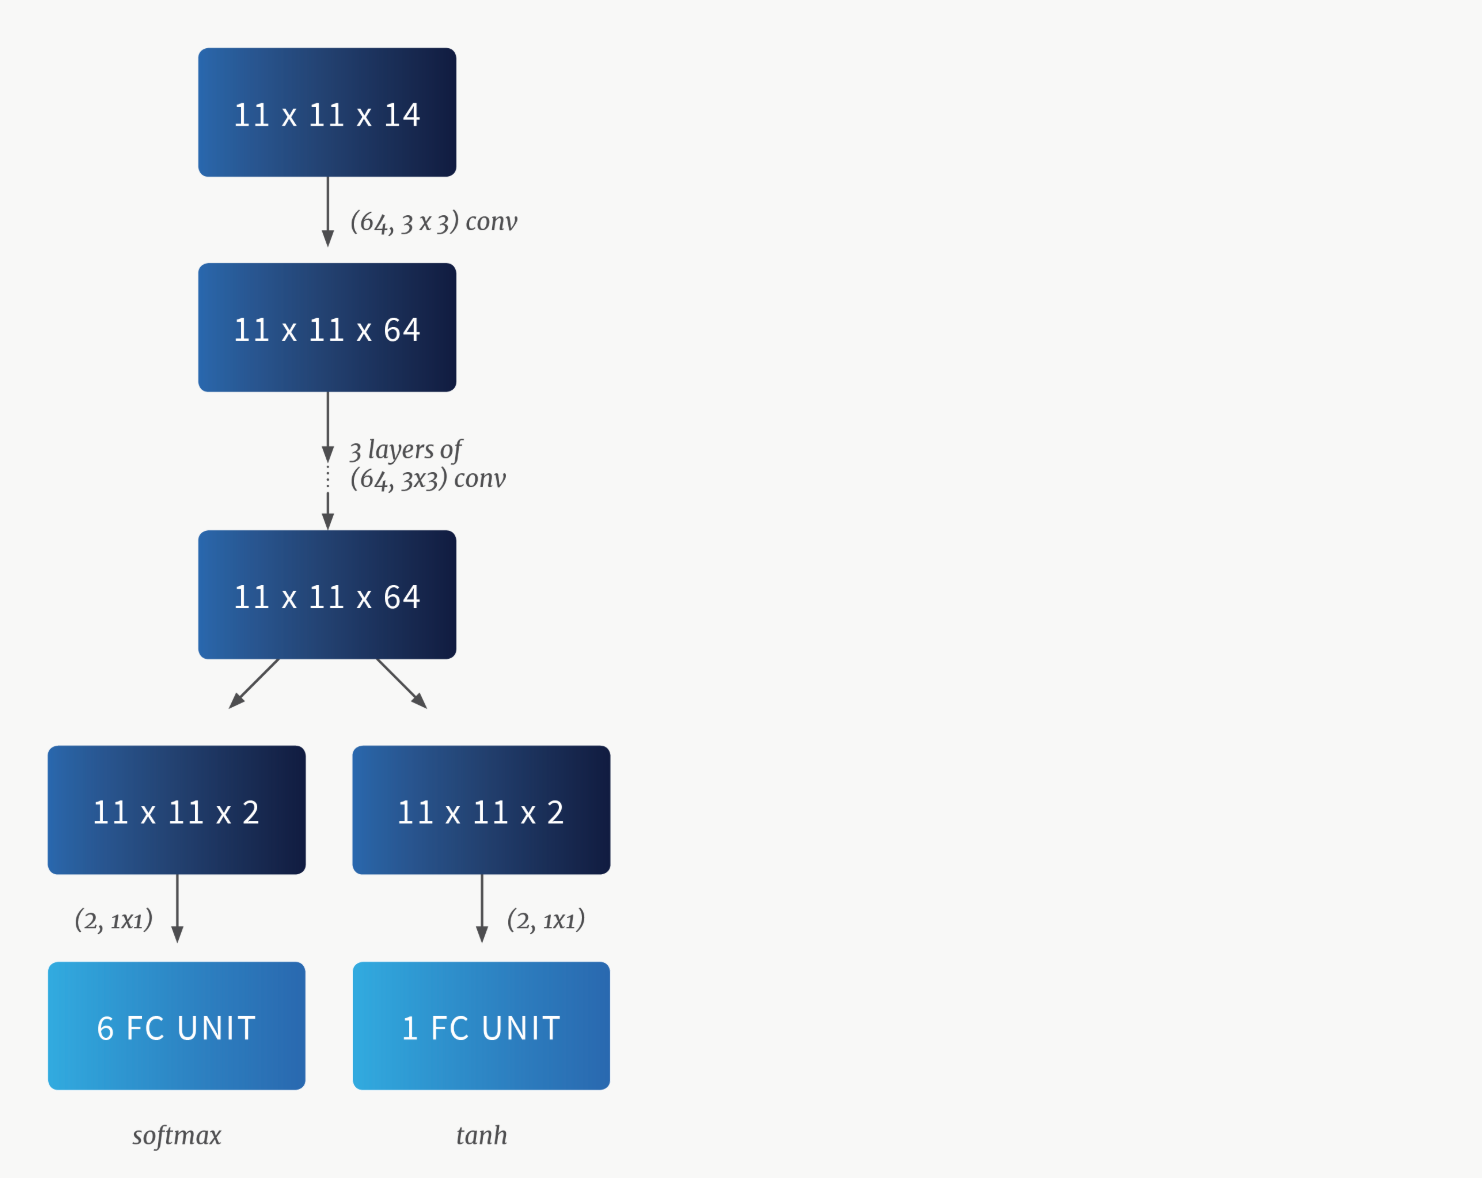 11 x 11 x 14
(64, 3 x 3) conv
11 x 11 x 64
3 layers of
(64, 3x3) conv
11 x 11 x 64
11 x 11 x 2
11 x 11 x 2
(2, 1x1)
(2, 1x1)
6 FC UNIT
1 FC UNIT
softmax
tanh